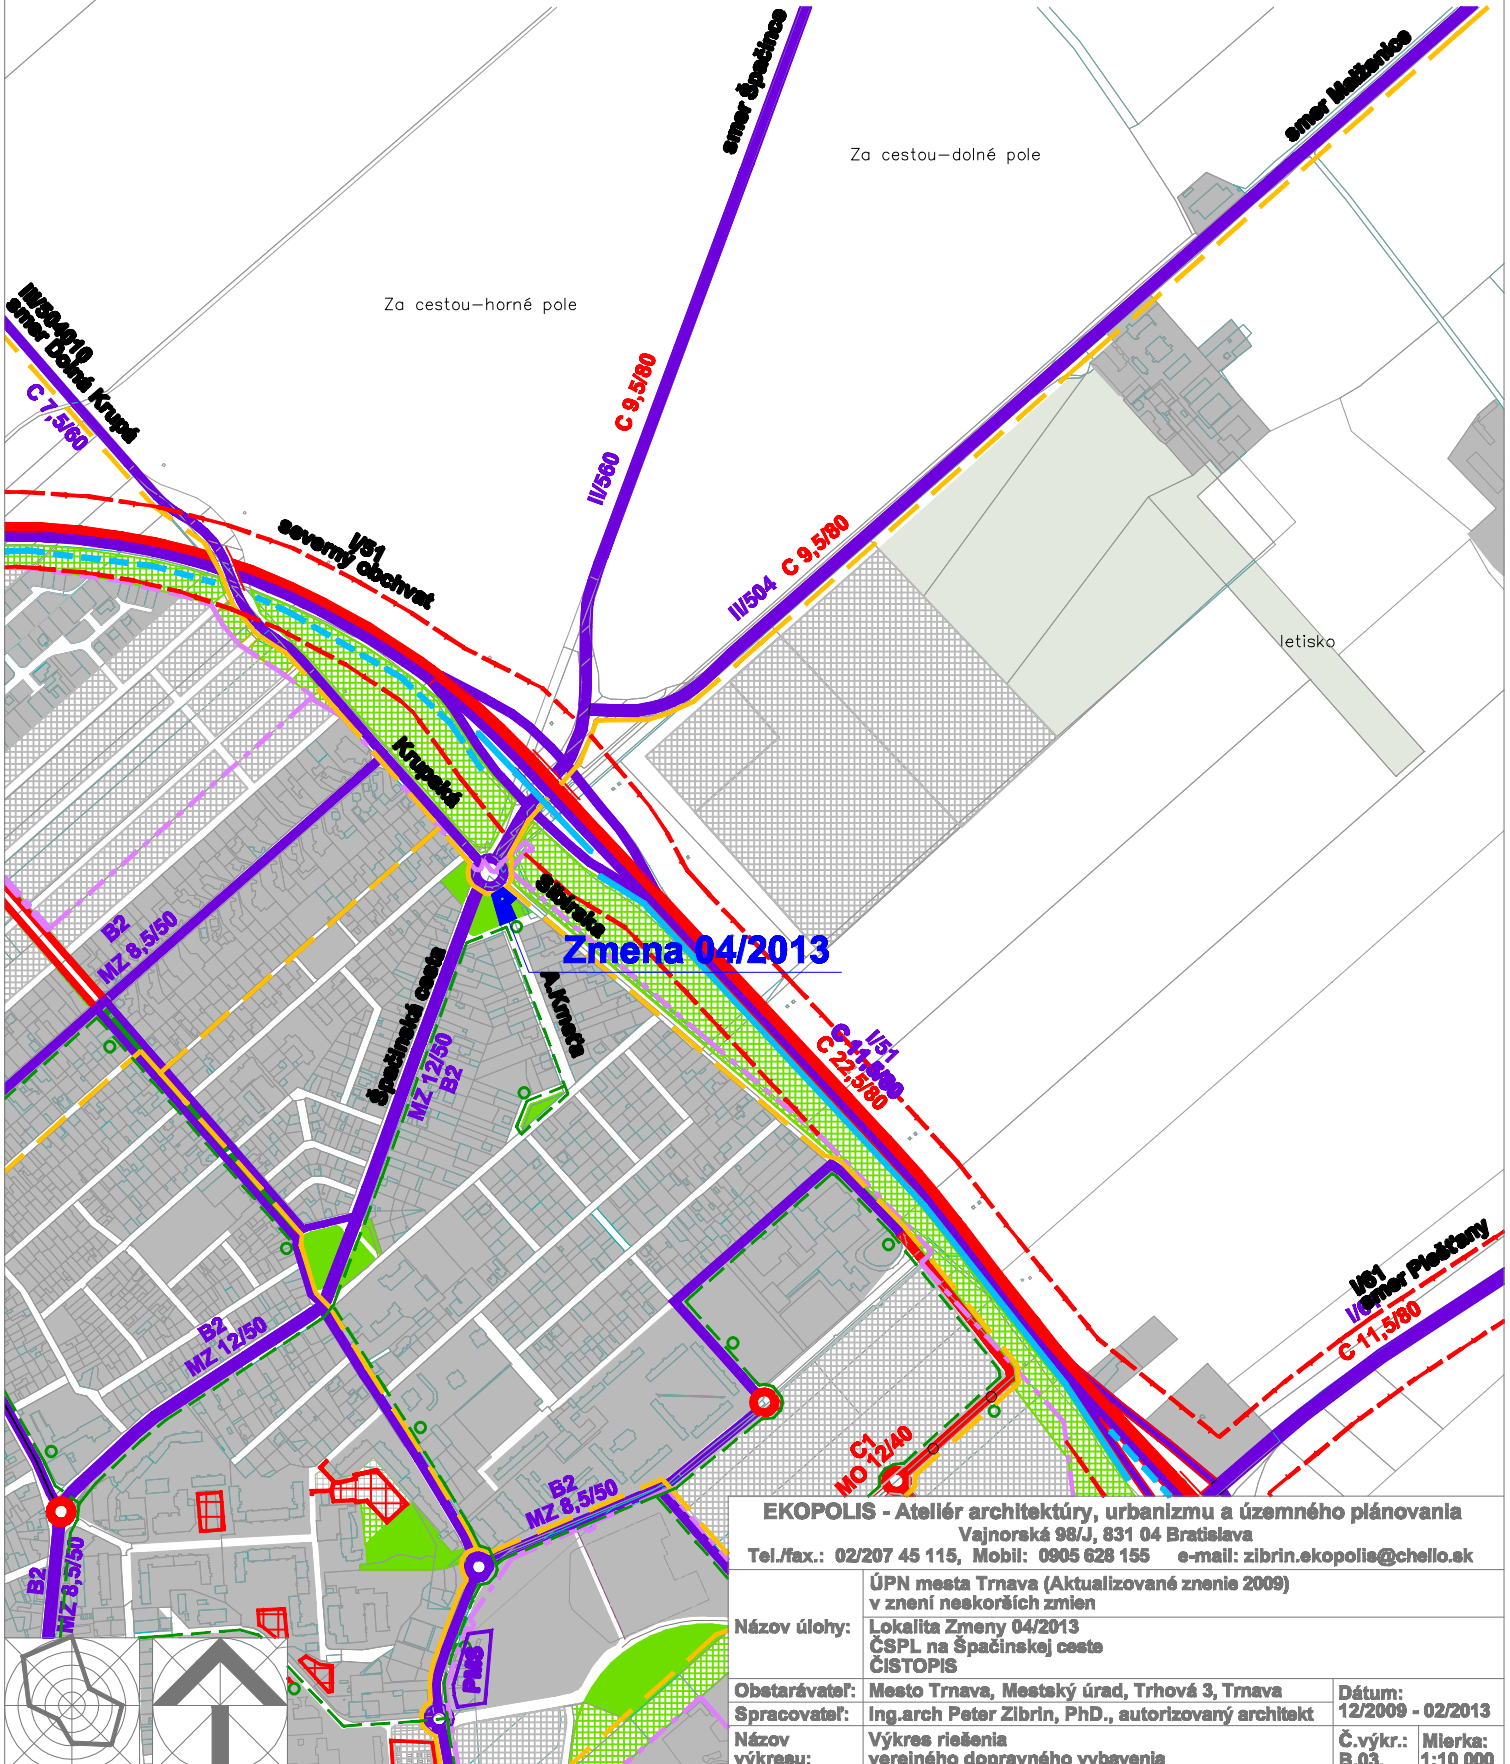 smer Špačince
smer Malženice
Za cestou-dolné pole
Za cestou-horné pole
III/504010
smer Dolná Krupá
C 7,5/60
C 9,5/80
II/560
I/51
severný obchvat
C 9,5/80
II/504
letisko
Krupská
Sibírska
B2
MZ 8,5/50
Zmena 04/2013
Špačinská cesta
A.Kmeťa
MZ 12/50
B2
I/51
C 11,5/80
C 22,5/80
I/61
smer Piešťany
C 11,5/80
B2
MZ 12/50
C1
MO 12/40
B2
MZ 8,5/50
B2
MZ 8,5/50
PMS
EKOPOLIS - Ateliér architektúry, urbanizmu a územného plánovania
Vajnorská 98/J, 831 04 Bratislava
Tel./fax.: 02/207 45 115, Mobil: 0905 628 155 e-mail: zibrin.ekopolis@chello.sk
ÚPN mesta Trnava (Aktualizované znenie 2009)
v znení neskorších zmien
Názov úlohy: Lokalita Zmeny 04/2013
ČSPL na Špačinskej ceste
ČISTOPIS
Obstarávateľ: Mesto Trnava, Mestský úrad, Trhová 3, Trnava
Spracovateľ: Ing.arch Peter Zibrin, PhD., autorizovaný architekt
Dátum:
12/2009 - 02/2013
Názov výkresu: Výkres riešenia
verejného dopravného vybavenia
Č.výkr.: B.03.
Mierka: 1:10 000